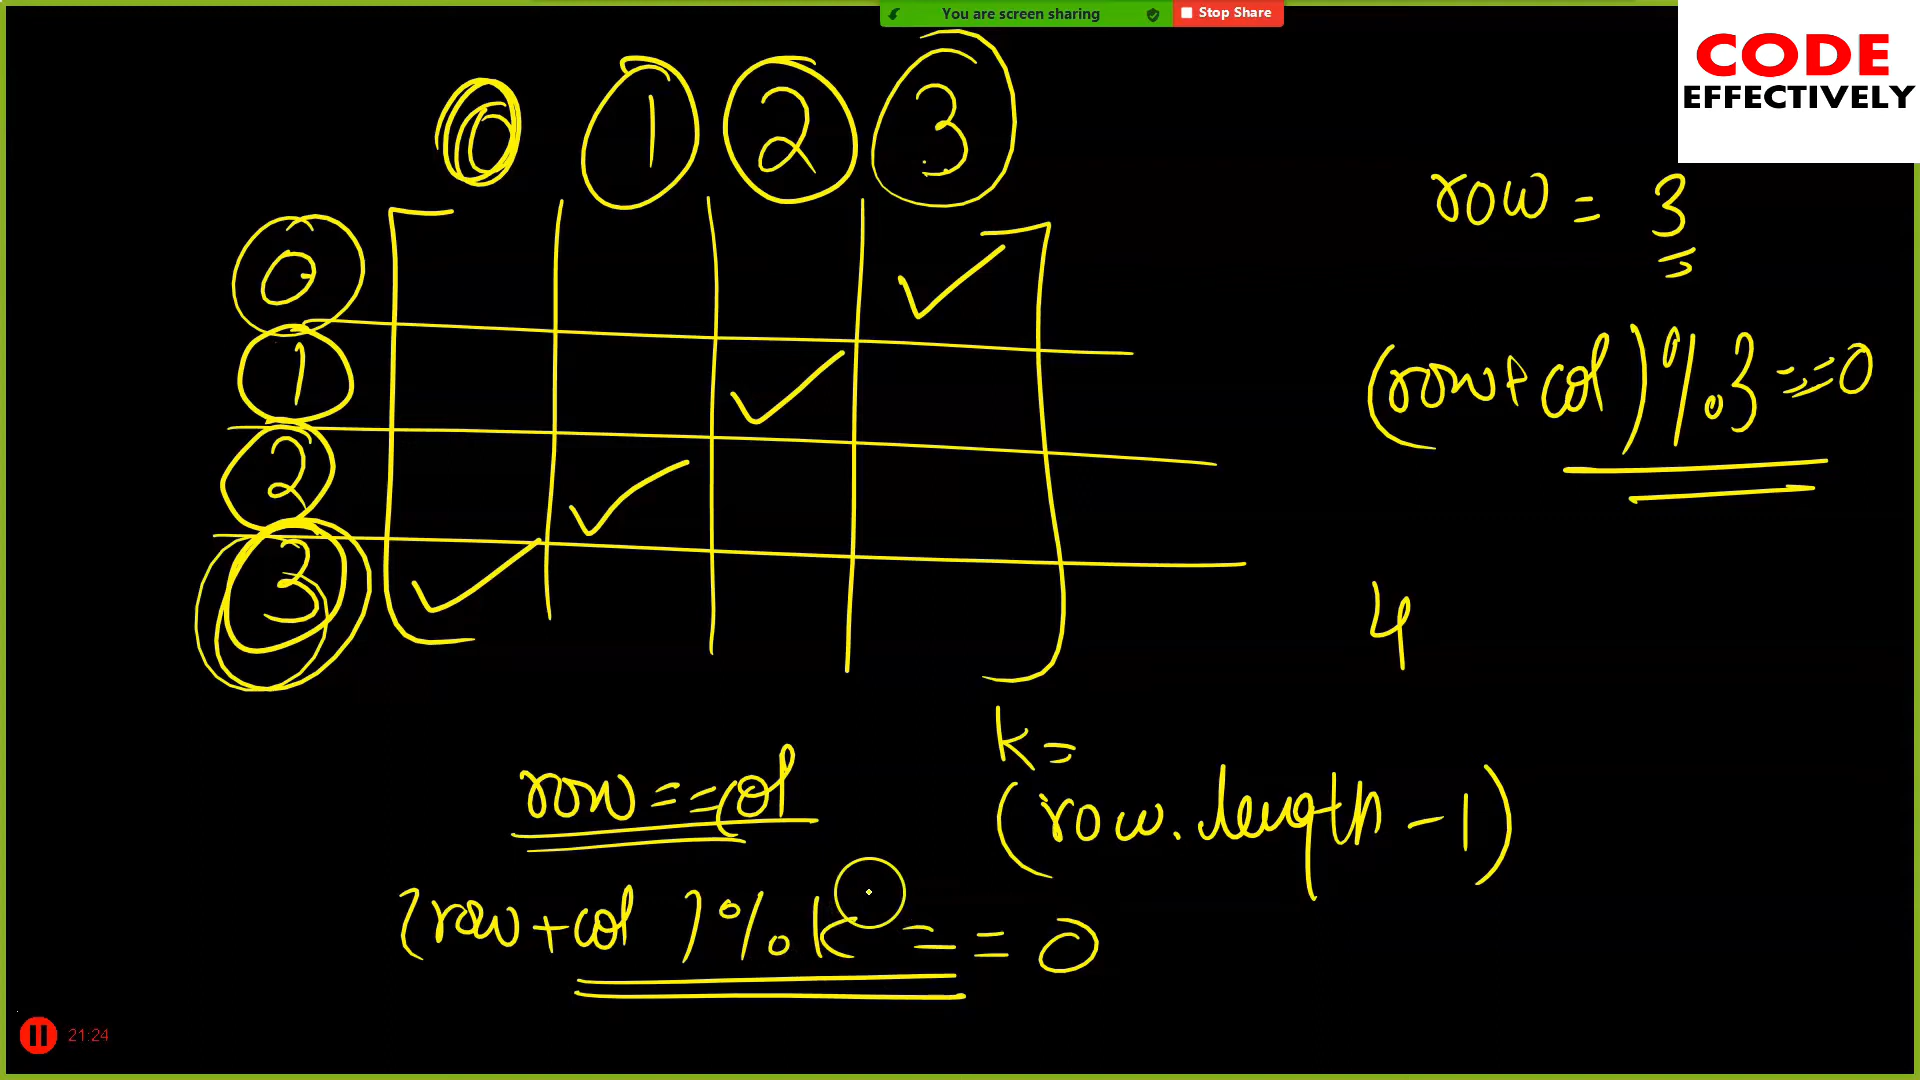 You are screen sharing Stop Share
CODE
EFFECTIVELY
0 1 2 3
0
1
2
3
row = 3
(row+col)%3==0
4
k=
(row.length-1)
row==col
(row+col)%k==0
21:24